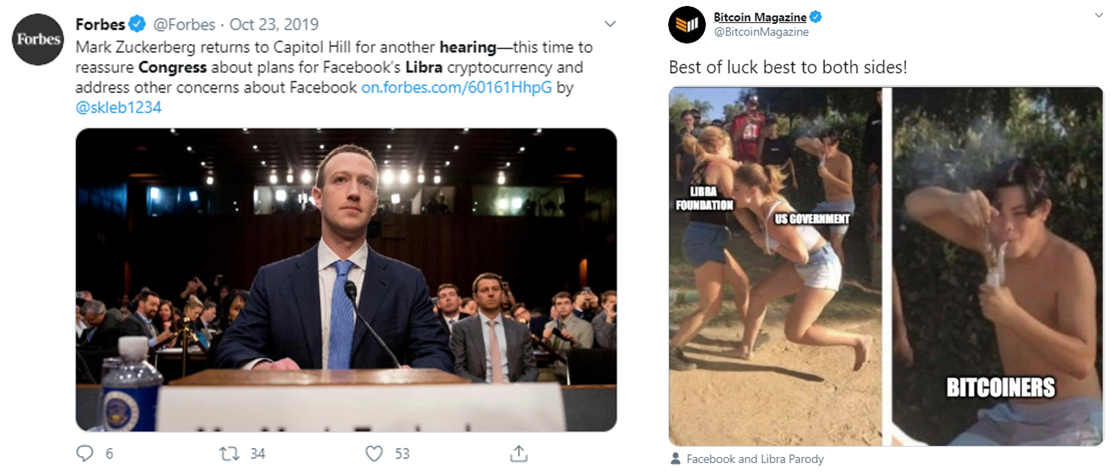 Forbes @Forbes · Oct 23, 2019
Forbes
Mark Zuckerberg returns to Capitol Hill for another hearing—this time to
reassure Congress about plans for Facebook's Libra cryptocurrency and
address other concerns about Facebook on.forbes.com/60161HhpG by
@skleb1234
6 34 53
Bitcoin Magazine
@BitcoinMagazine
Best of luck best to both sides!
LIBRA
FOUNDATION
US GOVERNMENT
BITCOINERS
Facebook and Libra Parody